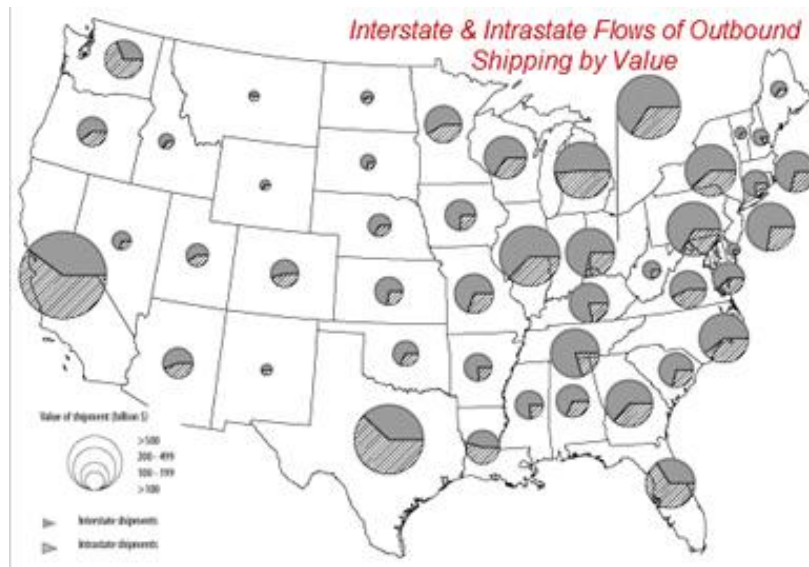 Interstate & Intrastate Flows of Outbound
Shipping by Value
Value of shipment (billion $)
>500
200 - 499
100 - 199
>100
Interstate shipments
Intrastate shipments